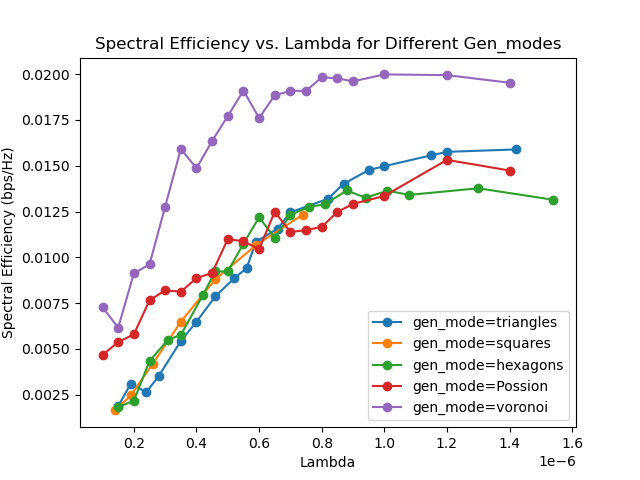 Spectral Efficiency vs. Lambda for Different Gen_modes
Spectral Efficiency (bps/Hz)
0.0200
0.0175
0.0150
0.0125
0.0100
0.0075
0.0050
0.0025
gen_mode=triangles
gen_mode=squares
gen_mode=hexagons
gen_mode=Possion
gen_mode=voronoi
0.2 0.4 0.6 0.8 1.0 1.2 1.4 1.6
1e−6
Lambda